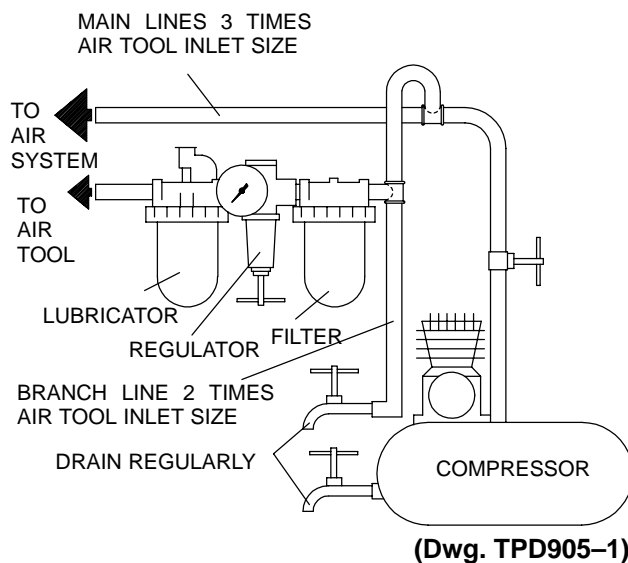 MAIN LINES 3 TIMES
AIR TOOL INLET SIZE
TO
AIR
SYSTEM
TO
AIR
TOOL
LUBRICATOR
REGULATOR
FILTER
BRANCH LINE 2 TIMES
AIR TOOL INLET SIZE
DRAIN REGULARLY
COMPRESSOR
(Dwg. TPD905–1)